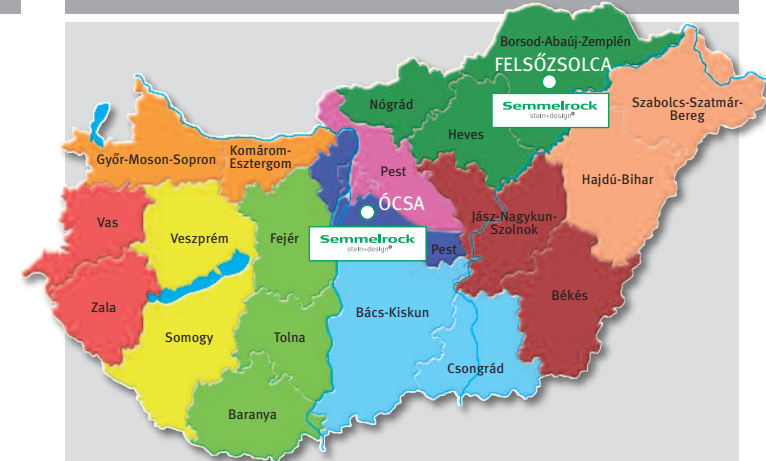 Borsod-Abaúj-Zemplén
FELSŐZSOLCA
Semmelrock
stein+design®
Nógrád
Heves
Szabolcs-Szatmár-
Bereg
Hajdú-Bihar
Győr-Moson-Sopron
Komárom-
Esztergom
Pest
ÓCSA
Jász-Nagykun-
Szolnok
Vas
Veszprém
Fejér
Semmelrock
stein+design®
Pest
Zala
Somogy
Tolna
Bács-Kiskun
Békés
Csongrád
Baranya